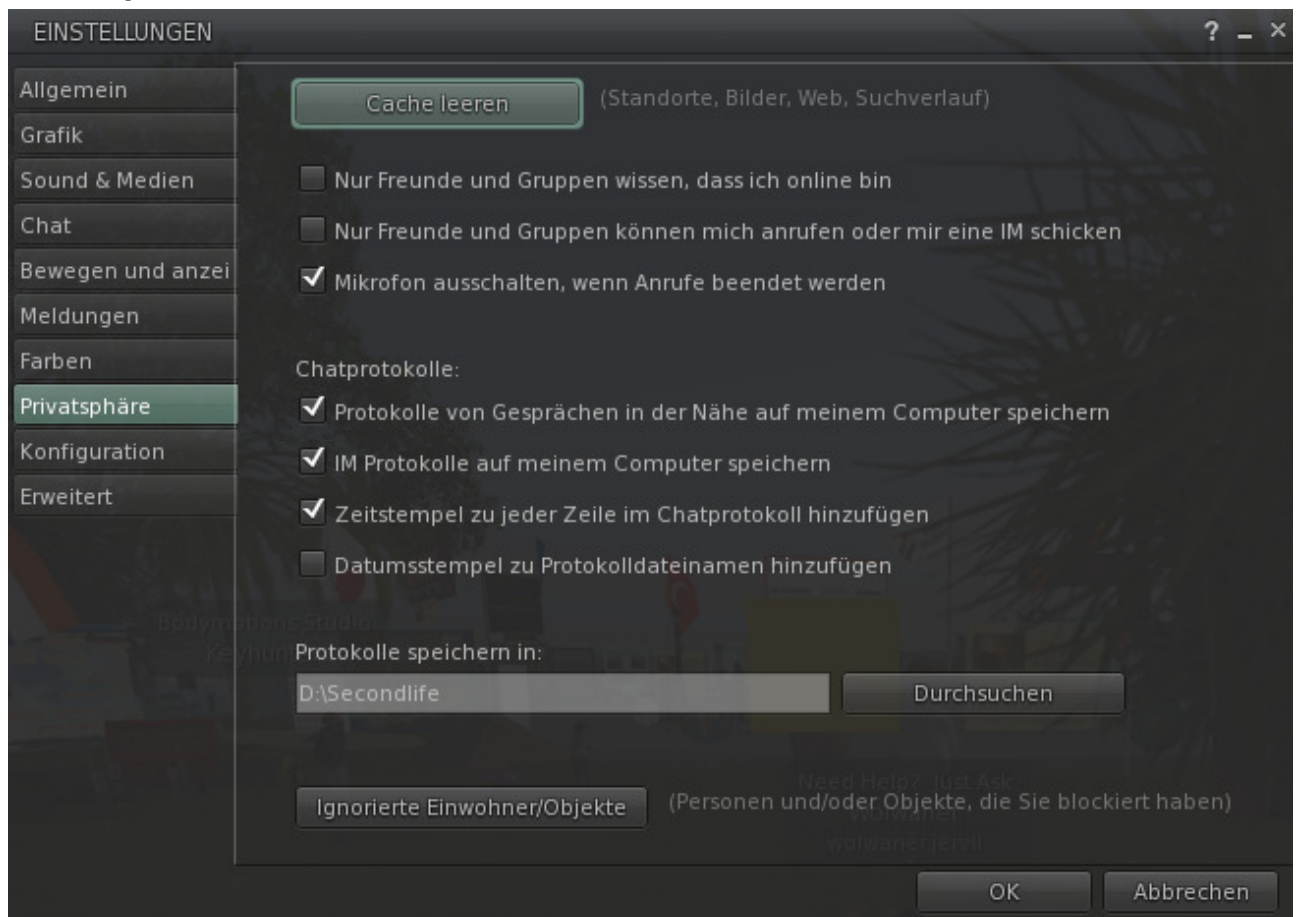 EINSTELLUNGEN ? _ ×
Allgemein
Grafik
Sound & Medien
Chat
Bewegen und anzei
Meldungen
Farben
Privatsphäre
Konfiguration
Erweitert
Cache leeren (Standorte, Bilder, Web, Suchverlauf)
Nur Freunde und Gruppen wissen, dass ich online bin
Nur Freunde und Gruppen können mich anrufen oder mir eine IM schicken
Mikrofon ausschalten, wenn Anrufe beendet werden
Chatprotokolle:
Protokolle von Gesprächen in der Nähe auf meinem Computer speichern
IM Protokolle auf meinem Computer speichern
Zeitstempel zu jeder Zeile im Chatprotokoll hinzufügen
Datumsstempel zu Protokolldateinamen hinzufügen
Bodymotions Studio
Protokolle speichern in:
D:\Secondlife Durchsuchen
Need Help? Just Ask
Ignorierte Einwohner/Objekte (Personen und/oder Objekte, die Sie blockiert haben)
OK Abbrechen